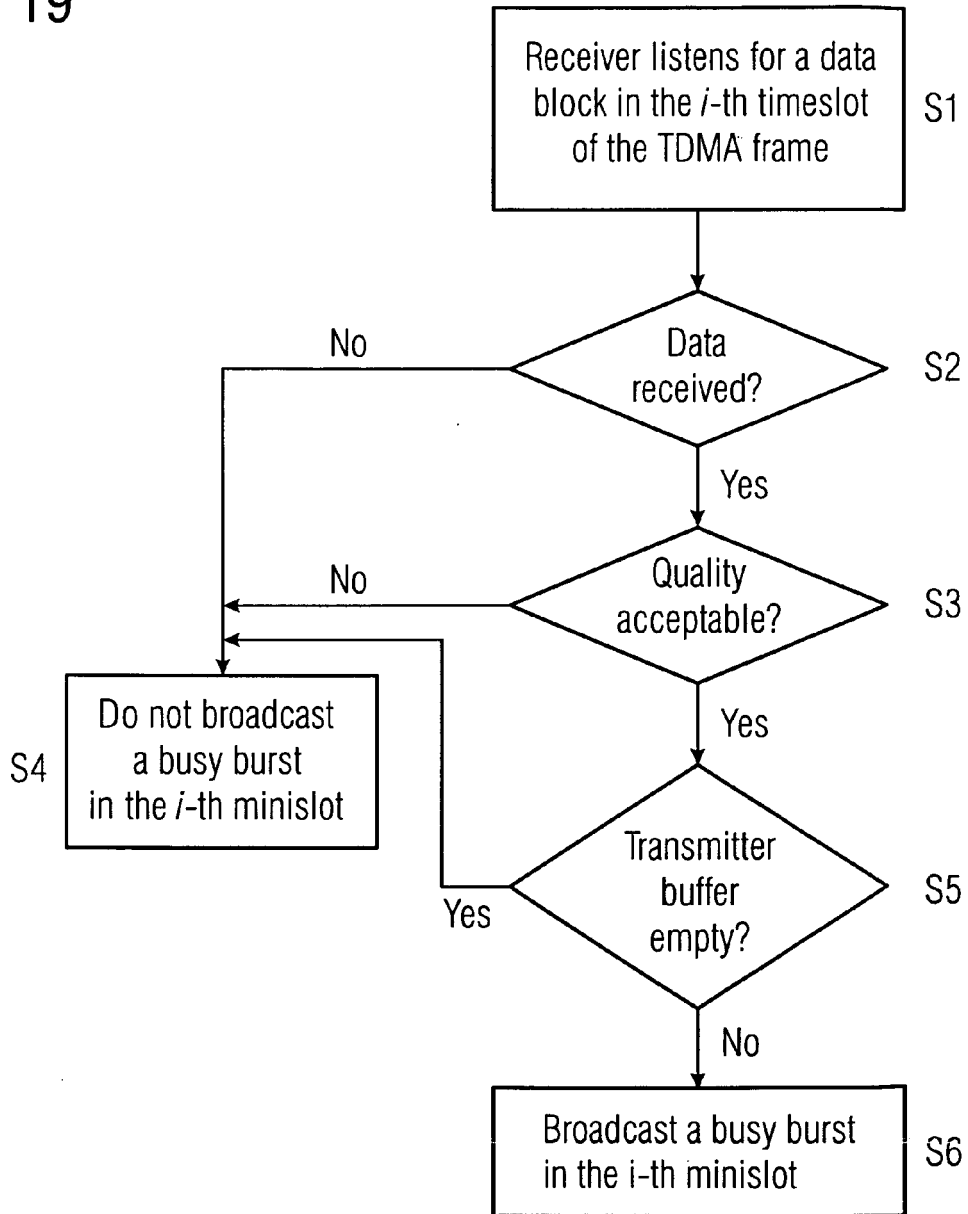 19
Receiver listens for a data
block in the i-th timeslot
of the TDMA frame
S1
No
Data
received?
S2
Yes
No
Quality
acceptable?
S3
Do not broadcast
a busy burst
in the i-th minislot
S4
Yes
Transmitter
buffer
empty?
S5
Yes
No
Broadcast a busy burst
in the i-th minislot
S6